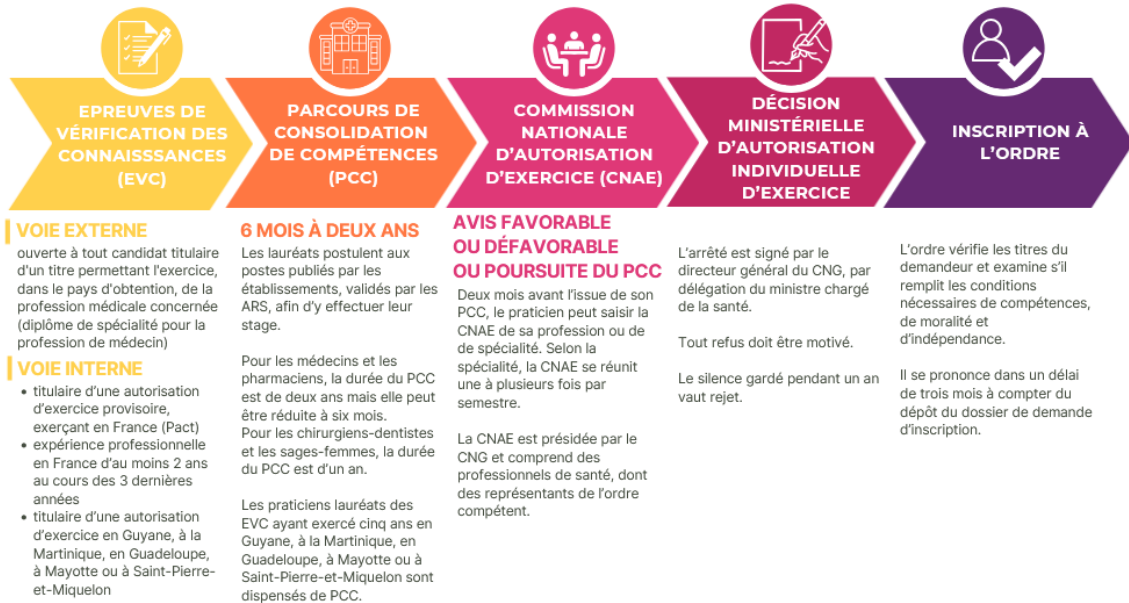 EPREUVES DE
VÉRIFICATION DES
CONNAISSSANCES
(EVC)
PARCOURS DE
CONSOLIDATION
DE COMPÉTENCES
(PCC)
COMMISSION
NATIONALE
D'AUTORISATION
D'EXERCICE (CNAE)
DÉCISION
MINISTÉRIELLE
D'AUTORISATION
INDIVIDUELLE
D'EXERCICE
INSCRIPTION À
L'ORDRE
VOIE EXTERNE
ouverte à tout candidat titulaire
d'un titre permettant l'exercice,
dans le pays d'obtention, de la
profession médicale concernée
(diplôme de spécialité pour la
profession de médecin)
VOIE INTERNE
• titulaire d'une autorisation
d'exercice provisoire,
exerçant en France (Pact)
• expérience professionnelle
en France d'au moins 2 ans
au cours des 3 dernières
années
• titulaire d'une autorisation
d'exercice en Guyane, à la
Martinique, en Guadeloupe,
à Mayotte ou à Saint-Pierre-
et-Miquelon
6 MOIS À DEUX ANS
Les lauréats postulent aux
postes publiés par les
établissements, validés par les
ARS, afin d'y effectuer leur
stage.
Pour les médecins et les
pharmaciens, la durée du PCC
est de deux ans mais elle peut
être réduite à six mois.
Pour les chirurgiens-dentistes
et les sages-femmes, la durée
du PCC est d'un an.
Les praticiens lauréats des
EVC ayant exercé cinq ans en
Guyane, à la Martinique, en
Guadeloupe, à Mayotte ou à
Saint-Pierre-et-Miquelon sont
dispensés de PCC.
AVIS FAVORABLE
OU DÉFAVORABLE
OU POURSUITE DU PCC
Deux mois avant l'issue de son
PCC, le praticien peut saisir la
CNAE de sa profession ou de
de spécialité. Selon la
spécialité, la CNAE se réunit
une à plusieurs fois par
semestre.
La CNAE est présidée par le
CNG et comprend des
professionnels de santé, dont
des représentants de l'ordre
compétent.
L'arrêté est signé par le
directeur général du CNG, par
délégation du ministre chargé
de la santé.
Tout refus doit être motivé.
Le silence gardé pendant un an
vaut rejet.
L'ordre vérifie les titres du
demandeur et examine s'il
remplit les conditions
nécessaires de compétences,
de moralité et
d'indépendance.
Il se prononce dans un délai
de trois mois à compter du
dépôt du dossier de demande
d'inscription.